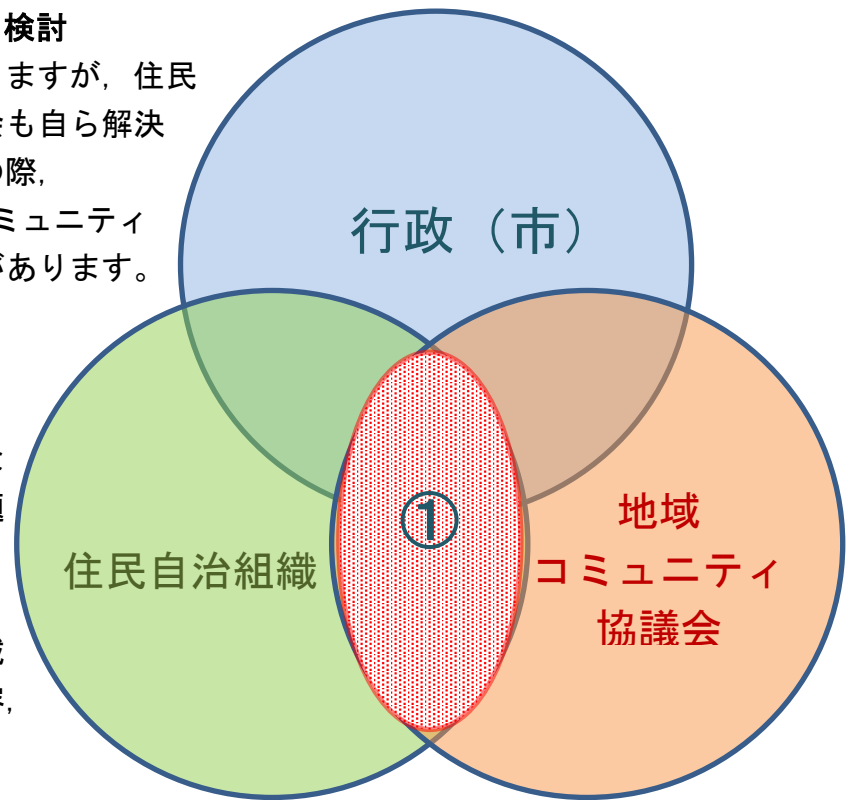 検討
ますが，住民
も自ら解決
際，
ミュニティ
があります。
行政（市）
①
住民自治組織
地域
コミュニティ
協議会